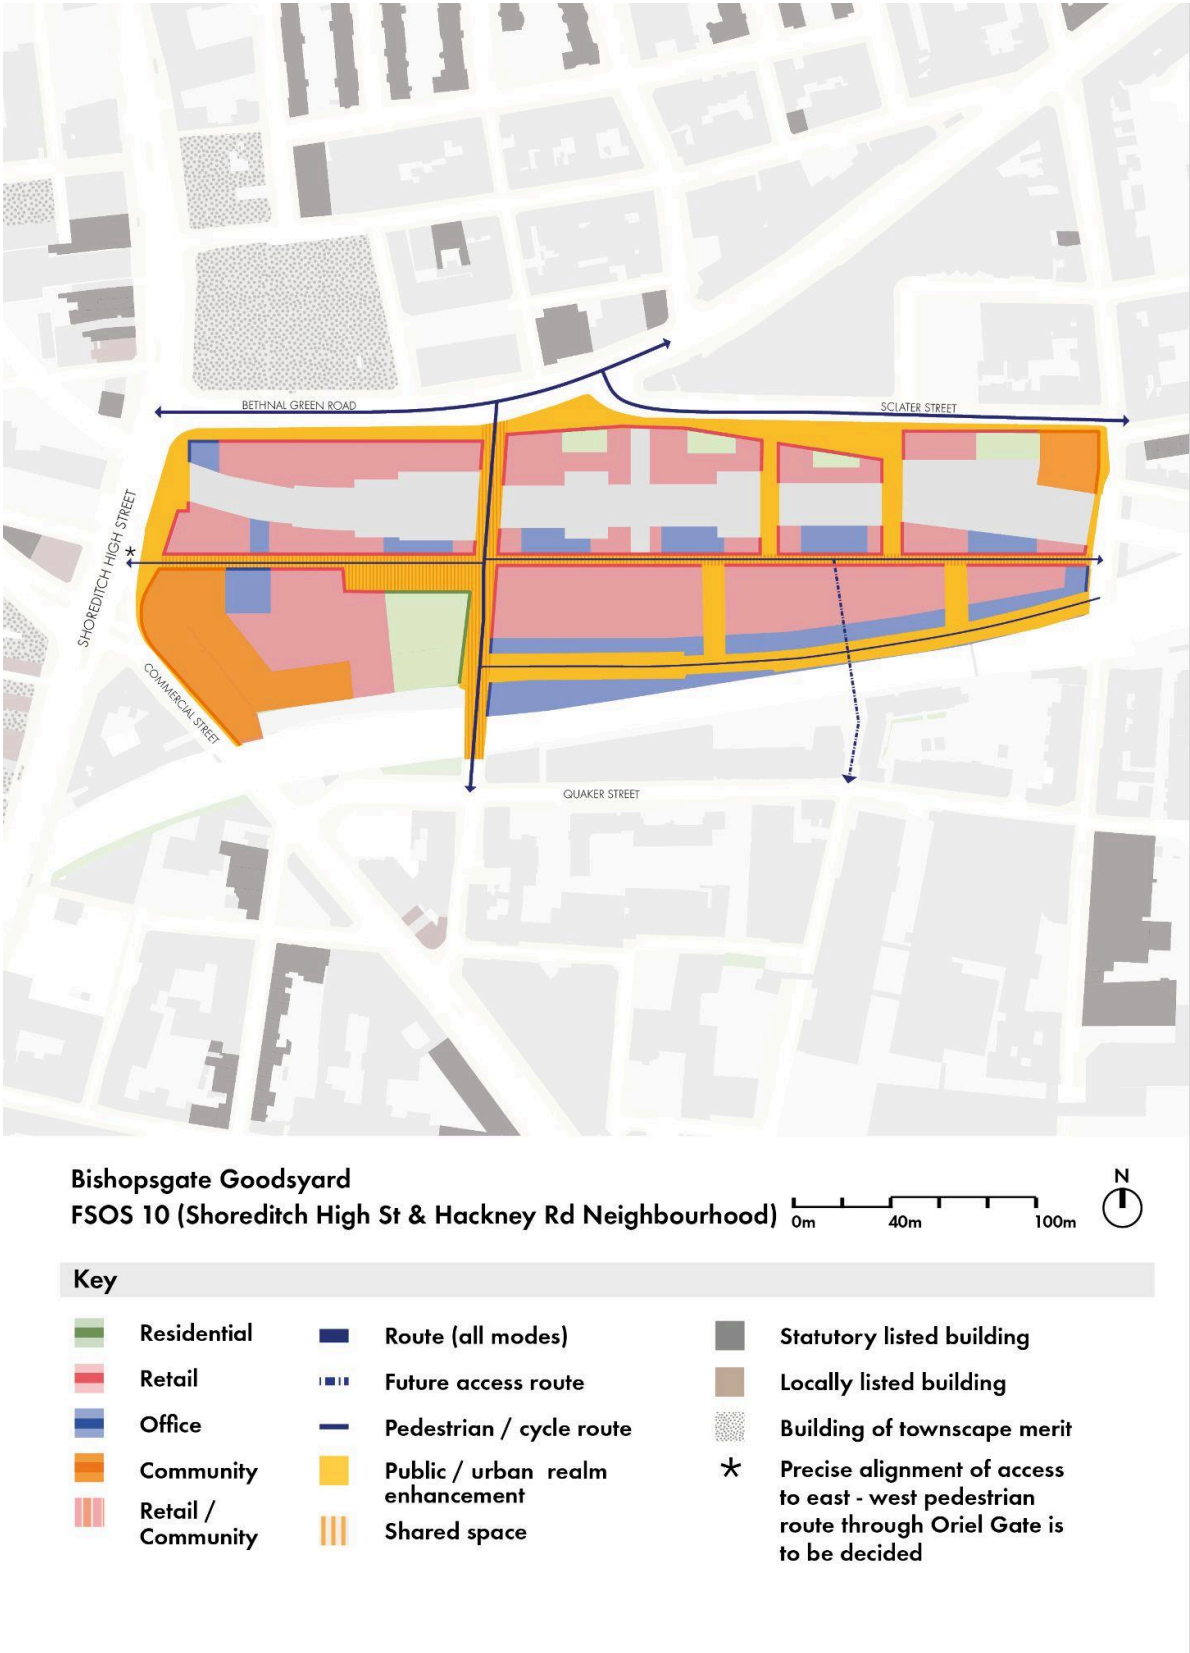 BETHNAL GREEN ROAD
SCLATER STREET
SHOREDITCH HIGH STREET
*
COMMERCIAL STREET
QUAKER STREET
Bishopsgate Goodsyard
FSOS 10 (Shoreditch High St & Hackney Rd Neighbourhood)
0m 40m 100m
N
Key
Residential
Retail
Office
Community
Retail /
Community
Route (all modes)
Future access route
Pedestrian / cycle route
Public / urban realm
enhancement
Shared space
Statutory listed building
Locally listed building
Building of townscape merit
* Precise alignment of access
to east - west pedestrian
route through Oriel Gate is
to be decided